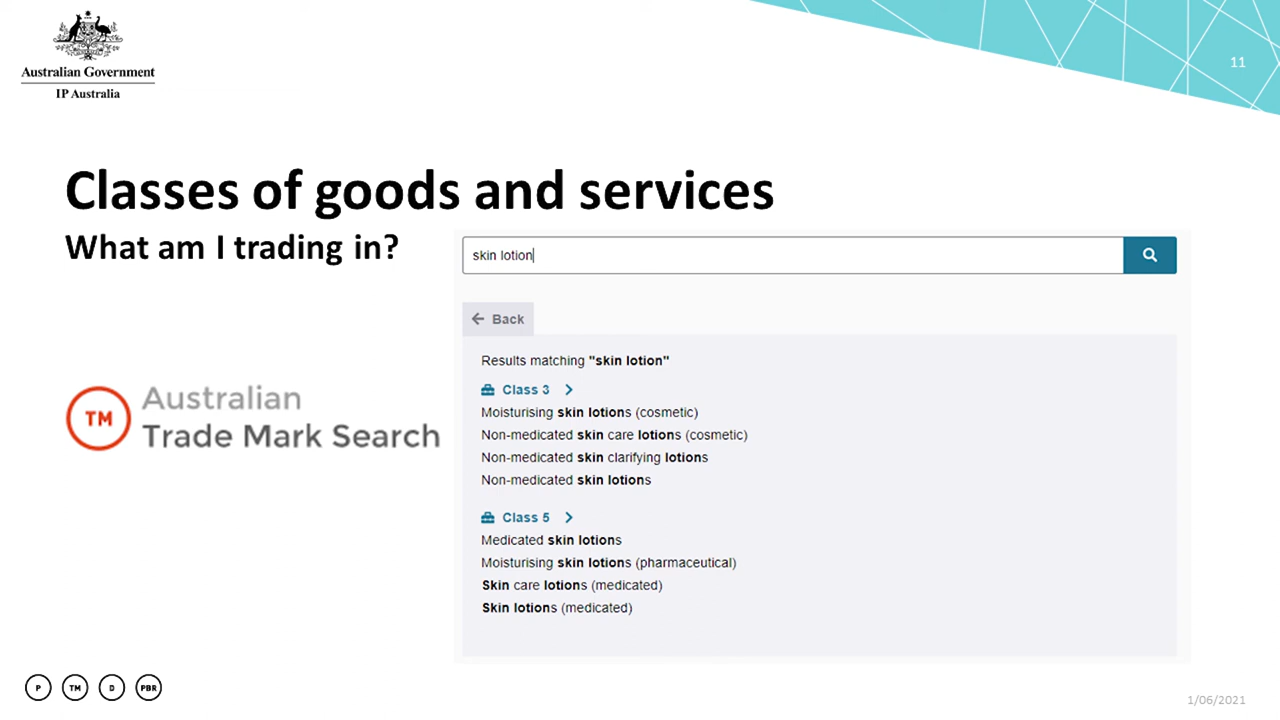 Australian Government
IP Australia
11
Classes of goods and services
What am I trading in?
skin lotion
Back
Results matching "skin lotion"
Class 3
Moisturising skin lotions (cosmetic)
Non-medicated skin care lotions (cosmetic)
Non-medicated skin clarifying lotions
Non-medicated skin lotions
Class 5
Medicated skin lotions
Moisturising skin lotions (pharmaceutical)
Skin care lotions (medicated)
Skin lotions (medicated)
TM
Australian
Trade Mark Search
P TM D PBR
1/06/2021